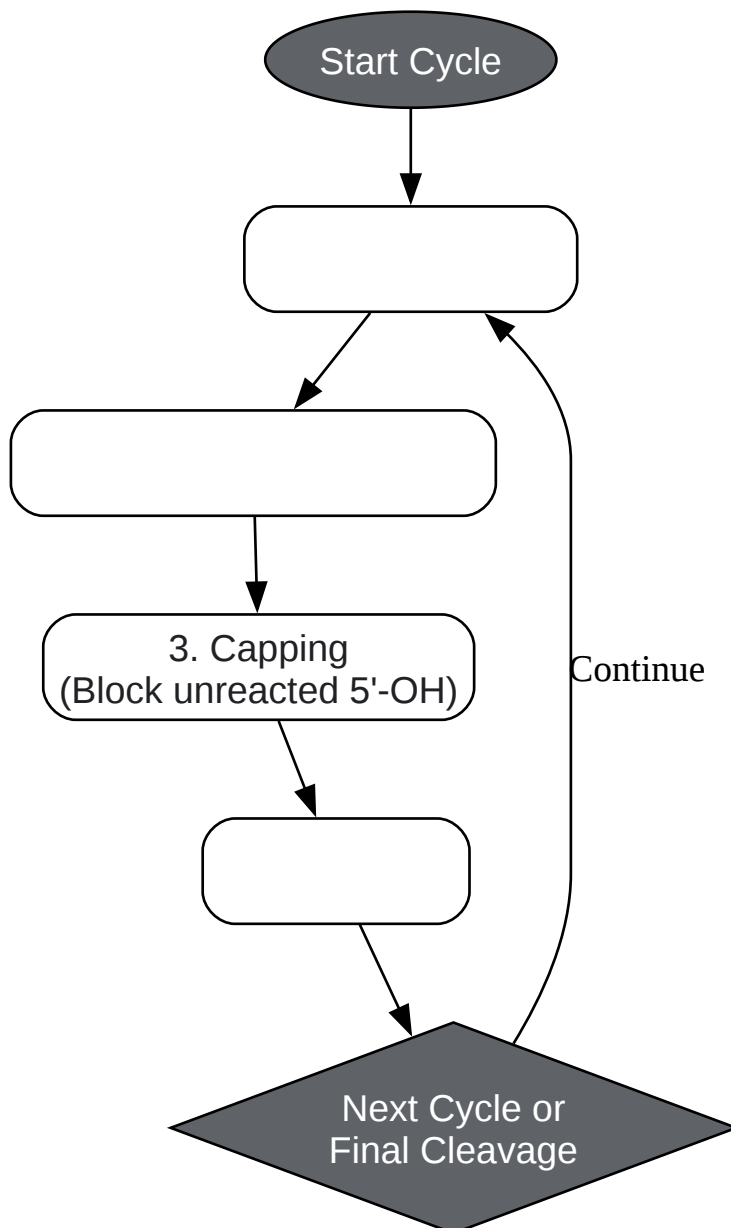 Start Cycle
3. Capping
(Block unreacted 5'-OH)
Continue
Next Cycle or
Final Cleavage